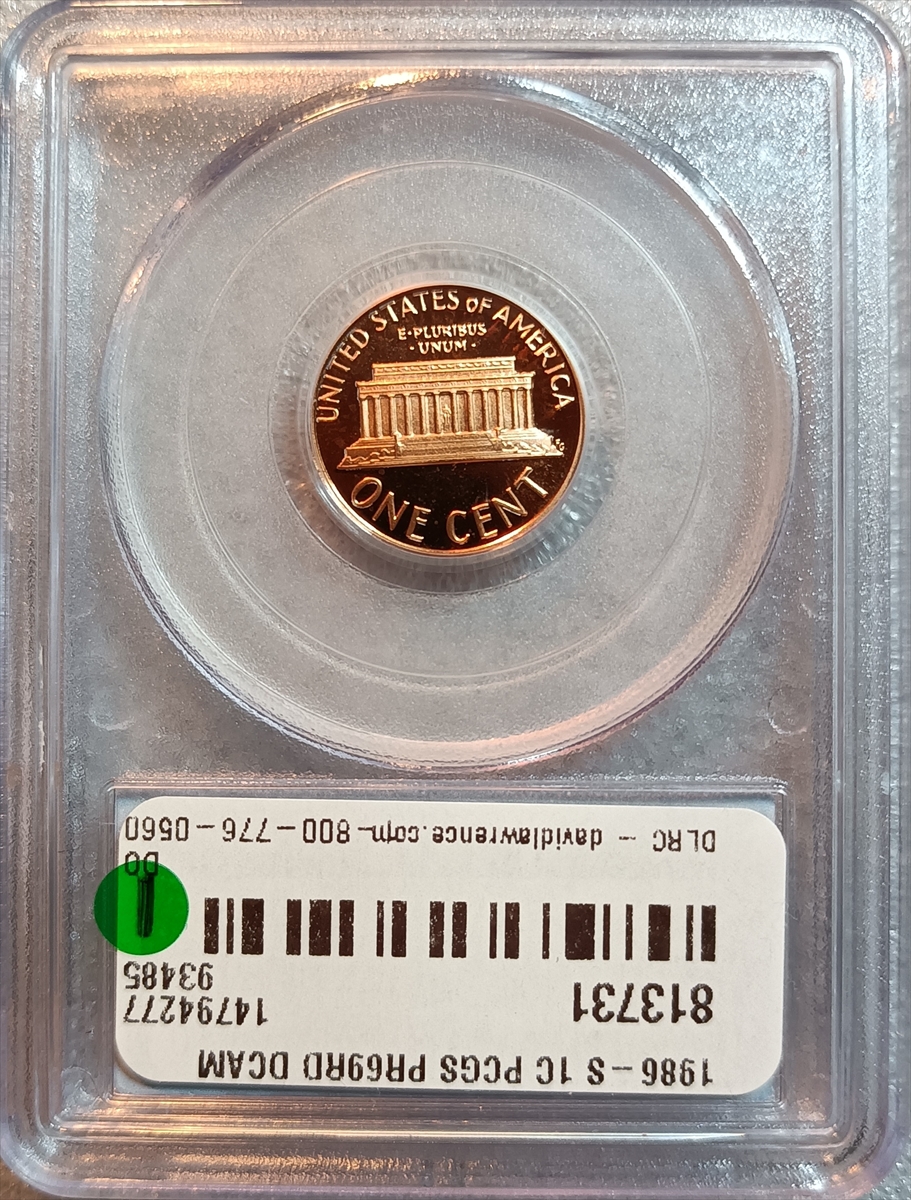 UNITED STATES OF AMERICA
E·PLURIBUS
·UNUM·
ONE CENT
1986-S 1C PCGS PR69RD DCAM
813731
14794277
93485
DO
DLRC - davidlawrence.com - 800-776-0560